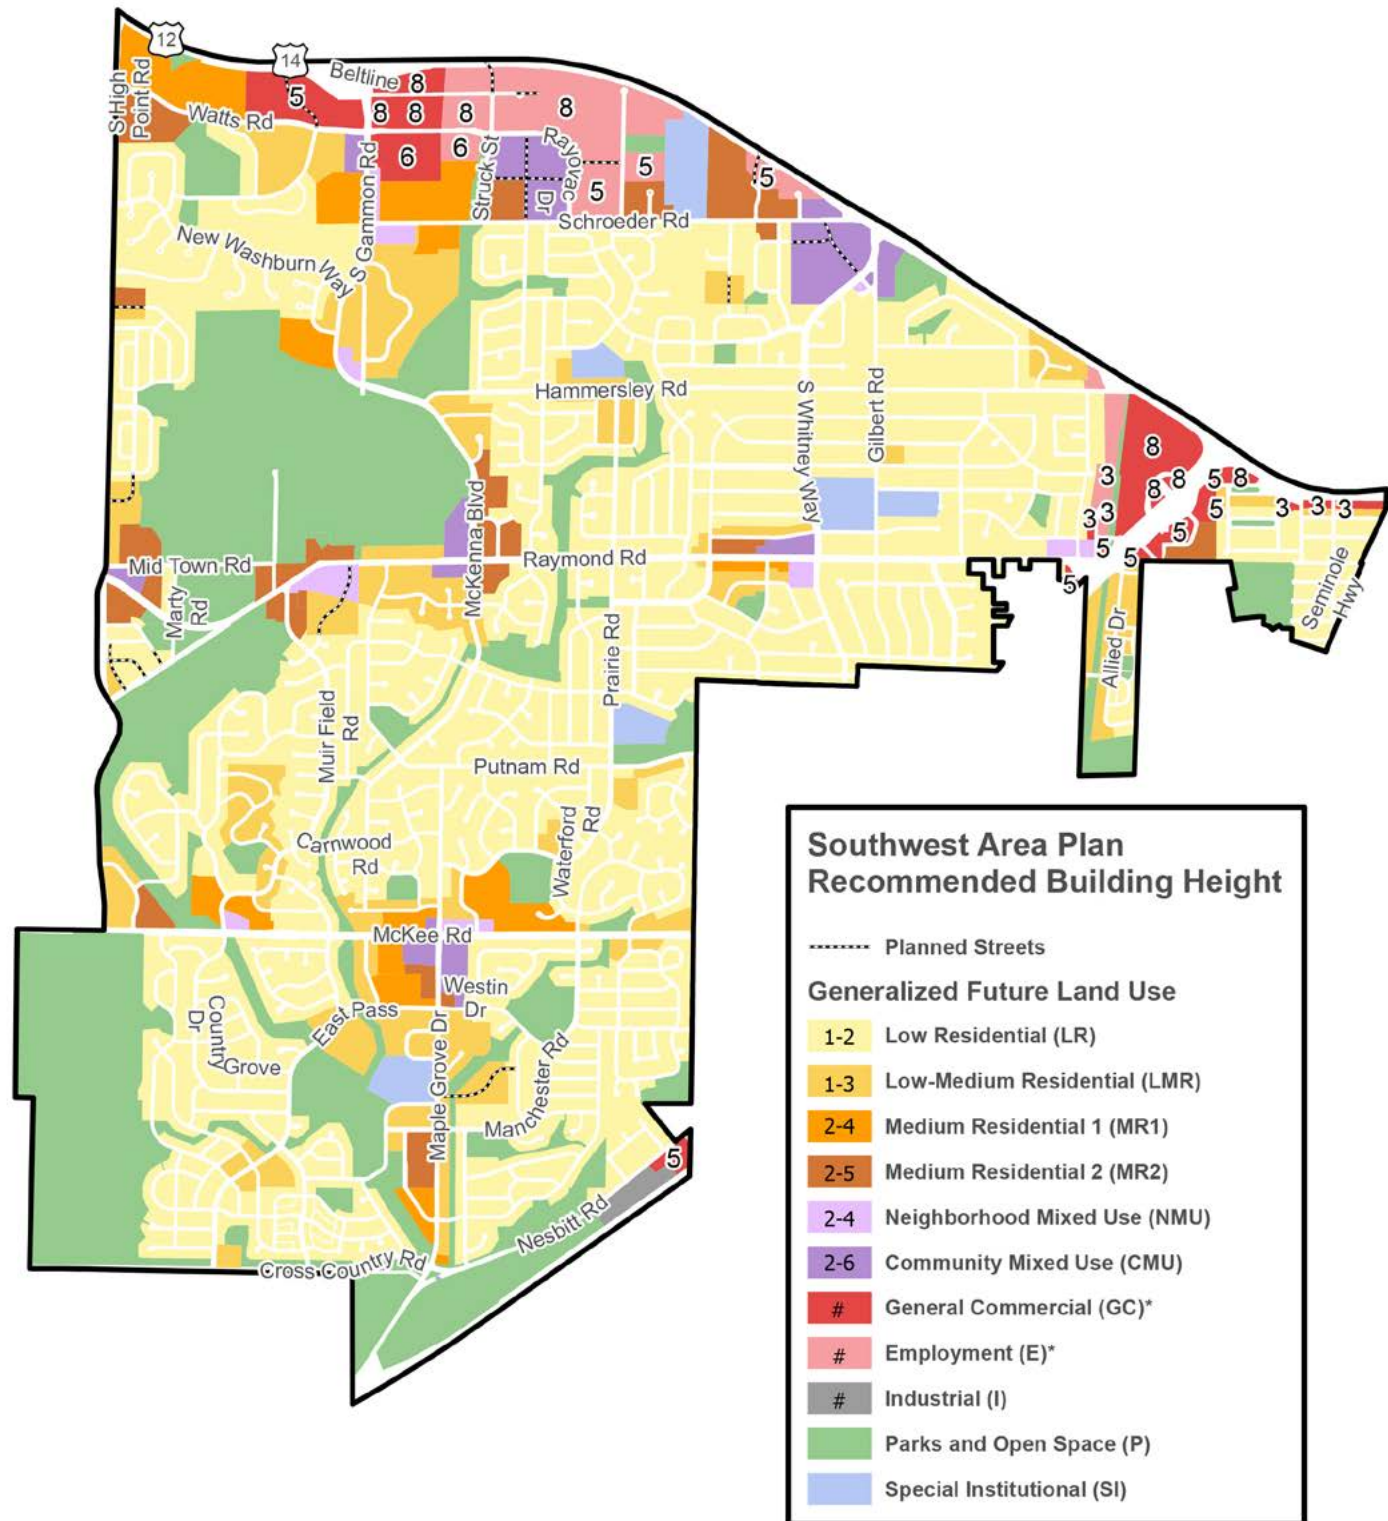 12
14
Beltline
S High
Point Rd
Watts Rd
5
8
8
8
8
8
6
6
5
5
5
S Gammon Rd
Struck St
Rayovac
Dr
Schroeder Rd
New Washburn Way
Hammersley Rd
S Whitney Way
Gilbert Rd
McKenna Blvd
Raymond Rd
Mid Town Rd
Marty
Rd
8
8
8
5
8
3
3
3
5
5
5
5
5
3
3
3
Seminole
Hwy
Allied Dr
Prairie Rd
Muir Field
Rd
Putnam Rd
Carnwood
Rd
Waterford
Rd
McKee Rd
Westin
Dr
East Pass
Country
Grove
Dr
Maple Grove Dr
Manchester Rd
5
Nesbitt Rd
Cross Country Rd
Southwest Area Plan
Recommended Building Height
Planned Streets
Generalized Future Land Use
1-2 Low Residential (LR)
1-3 Low-Medium Residential (LMR)
2-4 Medium Residential 1 (MR1)
2-5 Medium Residential 2 (MR2)
2-4 Neighborhood Mixed Use (NMU)
2-6 Community Mixed Use (CMU)
# General Commercial (GC)*
# Employment (E)*
# Industrial (I)
Parks and Open Space (P)
Special Institutional (SI)